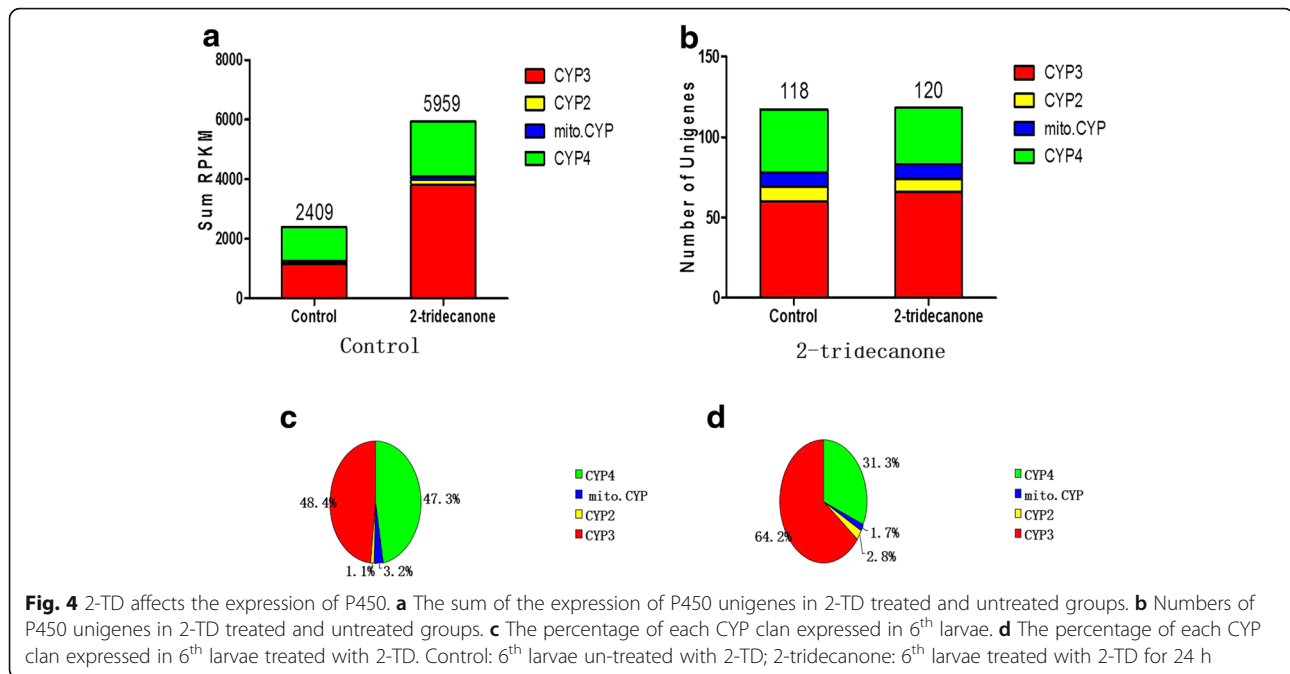 a
8000
6000
4000
2000
0
Sum RPKM
2409
5959
Control
2-tridecanone
Control
CYP3
CYP2
mito.CYP
CYP4
b
150
100
50
0
Number of Unigenes
118
120
Control
2-tridecanone
2-tridecanone
CYP3
CYP2
mito.CYP
CYP4
c
48.4%
47.3%
1.1%
3.2%
CYP4
mito.CYP
CYP2
CYP3
d
31.3%
1.7%
2.8%
64.2%
CYP4
mito.CYP
CYP2
CYP3
Fig. 4 2-TD affects the expression of P450. a The sum of the expression of P450 unigenes in 2-TD treated and untreated groups. b Numbers of
P450 unigenes in 2-TD treated and untreated groups. c The percentage of each CYP clan expressed in 6th larvae. d The percentage of each CYP
clan expressed in 6th larvae treated with 2-TD. Control: 6th larvae un-treated with 2-TD; 2-tridecanone: 6th larvae treated with 2-TD for 24 h